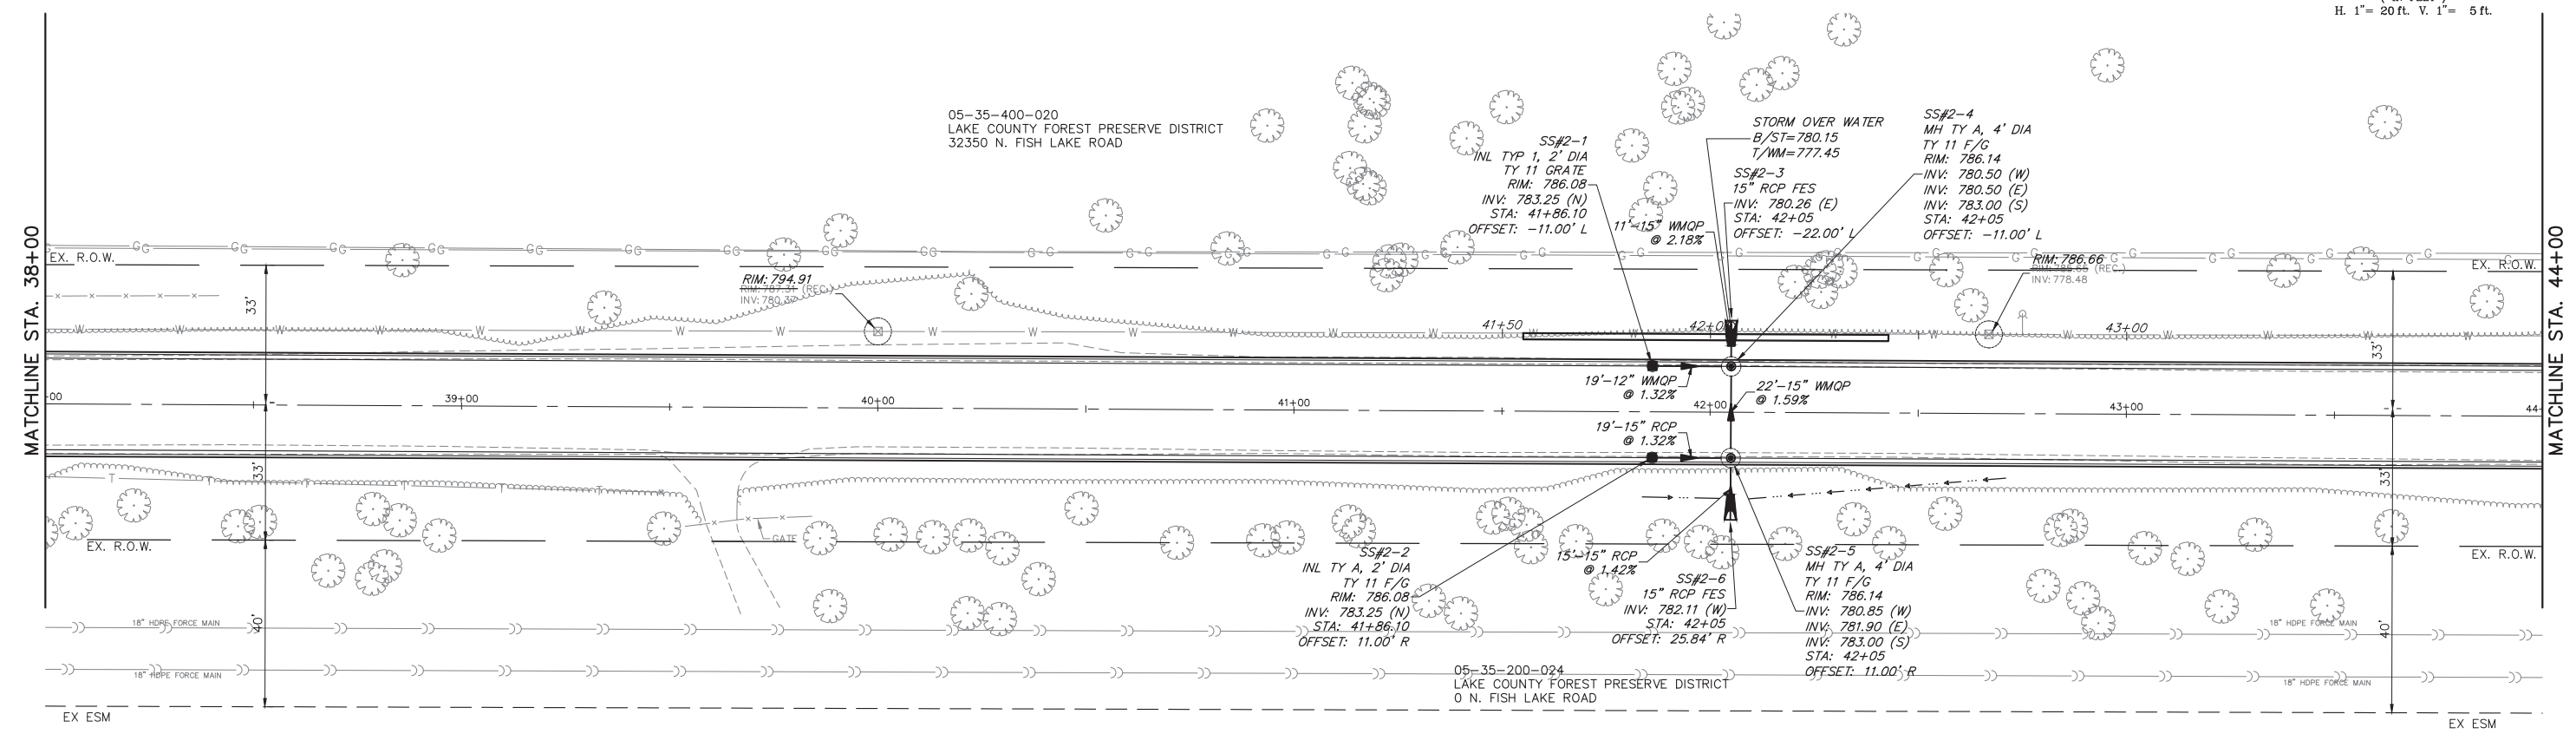 H. 1"= 20 ft. V. 1"= 5 ft.
MATCHLINE STA. 38+00
MATCHLINE STA. 44+00
05-35-400-020
LAKE COUNTY FOREST PRESERVE DISTRICT
32350 N. FISH LAKE ROAD
SS#2-1
INL TYP 1, 2' DIA
TY 11 GRATE
RIM: 786.08
INV: 783.25 (N)
STA: 41+86.10
OFFSET: -11.00' L
STORM OVER WATER
B/ST=780.15
T/WM=777.45
SS#2-3
15" RCP FES
INV: 780.26 (E)
STA: 42+05
OFFSET: -22.00' L
11'-15" WMQP
@ 2.18%
SS#2-4
MH TY A, 4' DIA
TY 11 F/G
RIM: 786.14
INV: 780.50 (W)
INV: 780.50 (E)
INV: 783.00 (S)
STA: 42+05
OFFSET: -11.00' L
EX. R.O.W.
EX. R.O.W.
RIM: 794.91
RIM: 787.31 (REC.)
INV: 780.37
RIM: 786.66
(REC.)
INV: 778.48
33'
33'
41+50
42+00
43+00
19'-12" WMQP
@ 1.32%
22'-15" WMQP
@ 1.59%
00
39+00
40+00
41+00
42+00
43+00
44
19'-15" RCP
@ 1.32%
33'
33'
GATE
EX. R.O.W.
EX. R.O.W.
SS#2-2
INL TY A, 2' DIA
TY 11 F/G
RIM: 786.08
INV: 783.25 (N)
STA: 41+86.10
OFFSET: 11.00' R
15'-15" RCP
@ 1.42%
SS#2-6
15" RCP FES
INV: 782.11 (W)
STA: 42+05
OFFSET: 25.84' R
SS#2-5
MH TY A, 4' DIA
TY 11 F/G
RIM: 786.14
INV: 780.85 (W)
INV: 781.90 (E)
INV: 783.00 (S)
STA: 42+05
OFFSET: 11.00' R
18" HDPE FORCE MAIN
18" HDPE FORCE MAIN
40'
40'
18" HDPE FORCE MAIN
18" HDPE FORCE MAIN
05-35-200-024
LAKE COUNTY FOREST PRESERVE DISTRICT
0 N. FISH LAKE ROAD
EX ESM
EX ESM